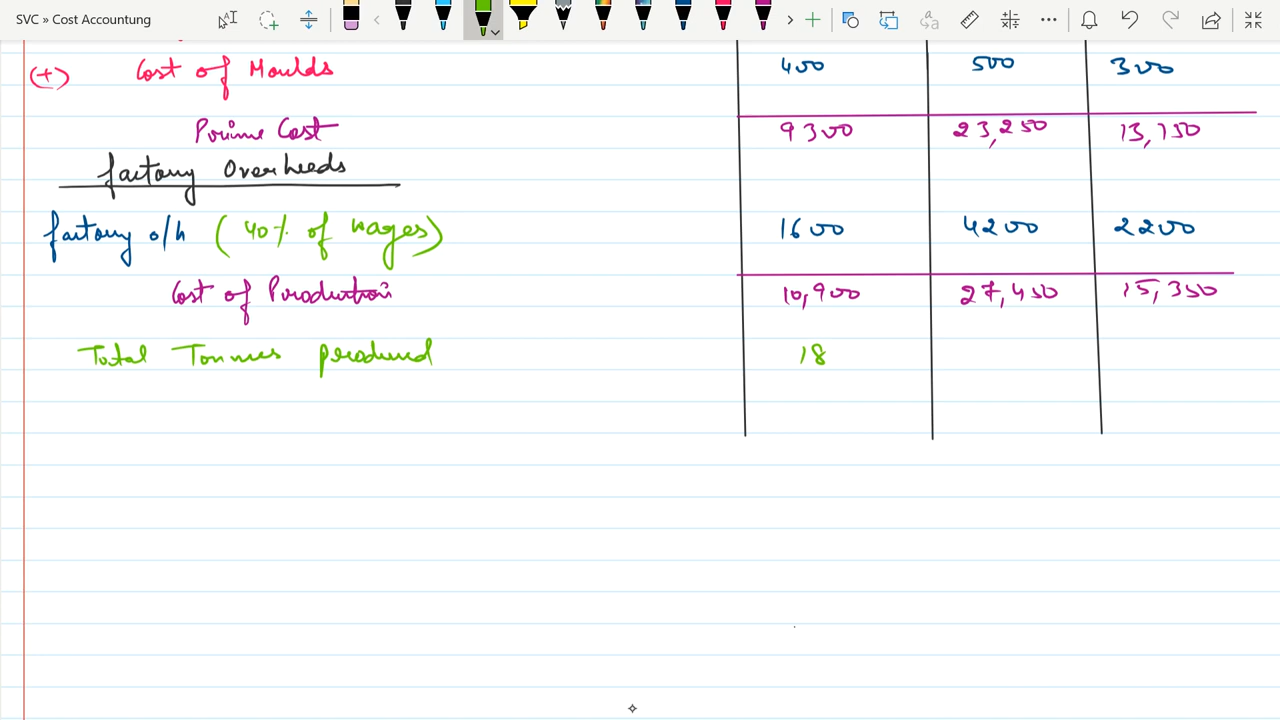 SVC » Cost Accountung
(+) Cost of Moulds 400 500 300
Prime Cost 9300 23,250 13,150
factory Overheeds
factory o/h (40% of wages) 1600 4200 2200
Cost of Production 10,900 27,450 15,350
Total Tonnes produced 18